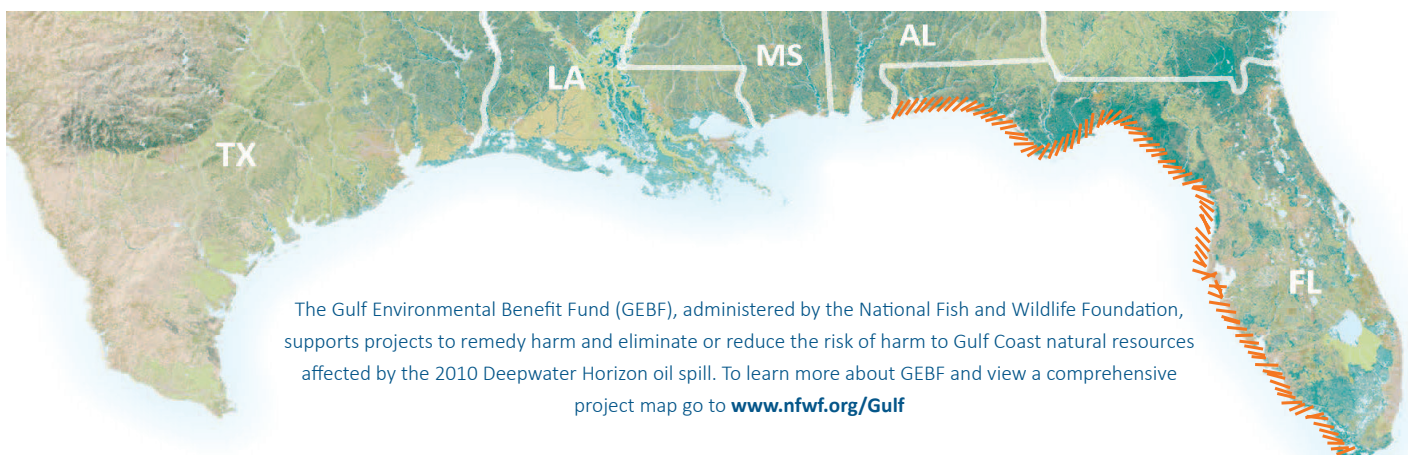 AL
MS
LA
TX
FL
The Gulf Environmental Benefit Fund (GEBF), administered by the National Fish and Wildlife Foundation,
supports projects to remedy harm and eliminate or reduce the risk of harm to Gulf Coast natural resources
affected by the 2010 Deepwater Horizon oil spill. To learn more about GEBF and view a comprehensive
project map go to www.nfwf.org/Gulf